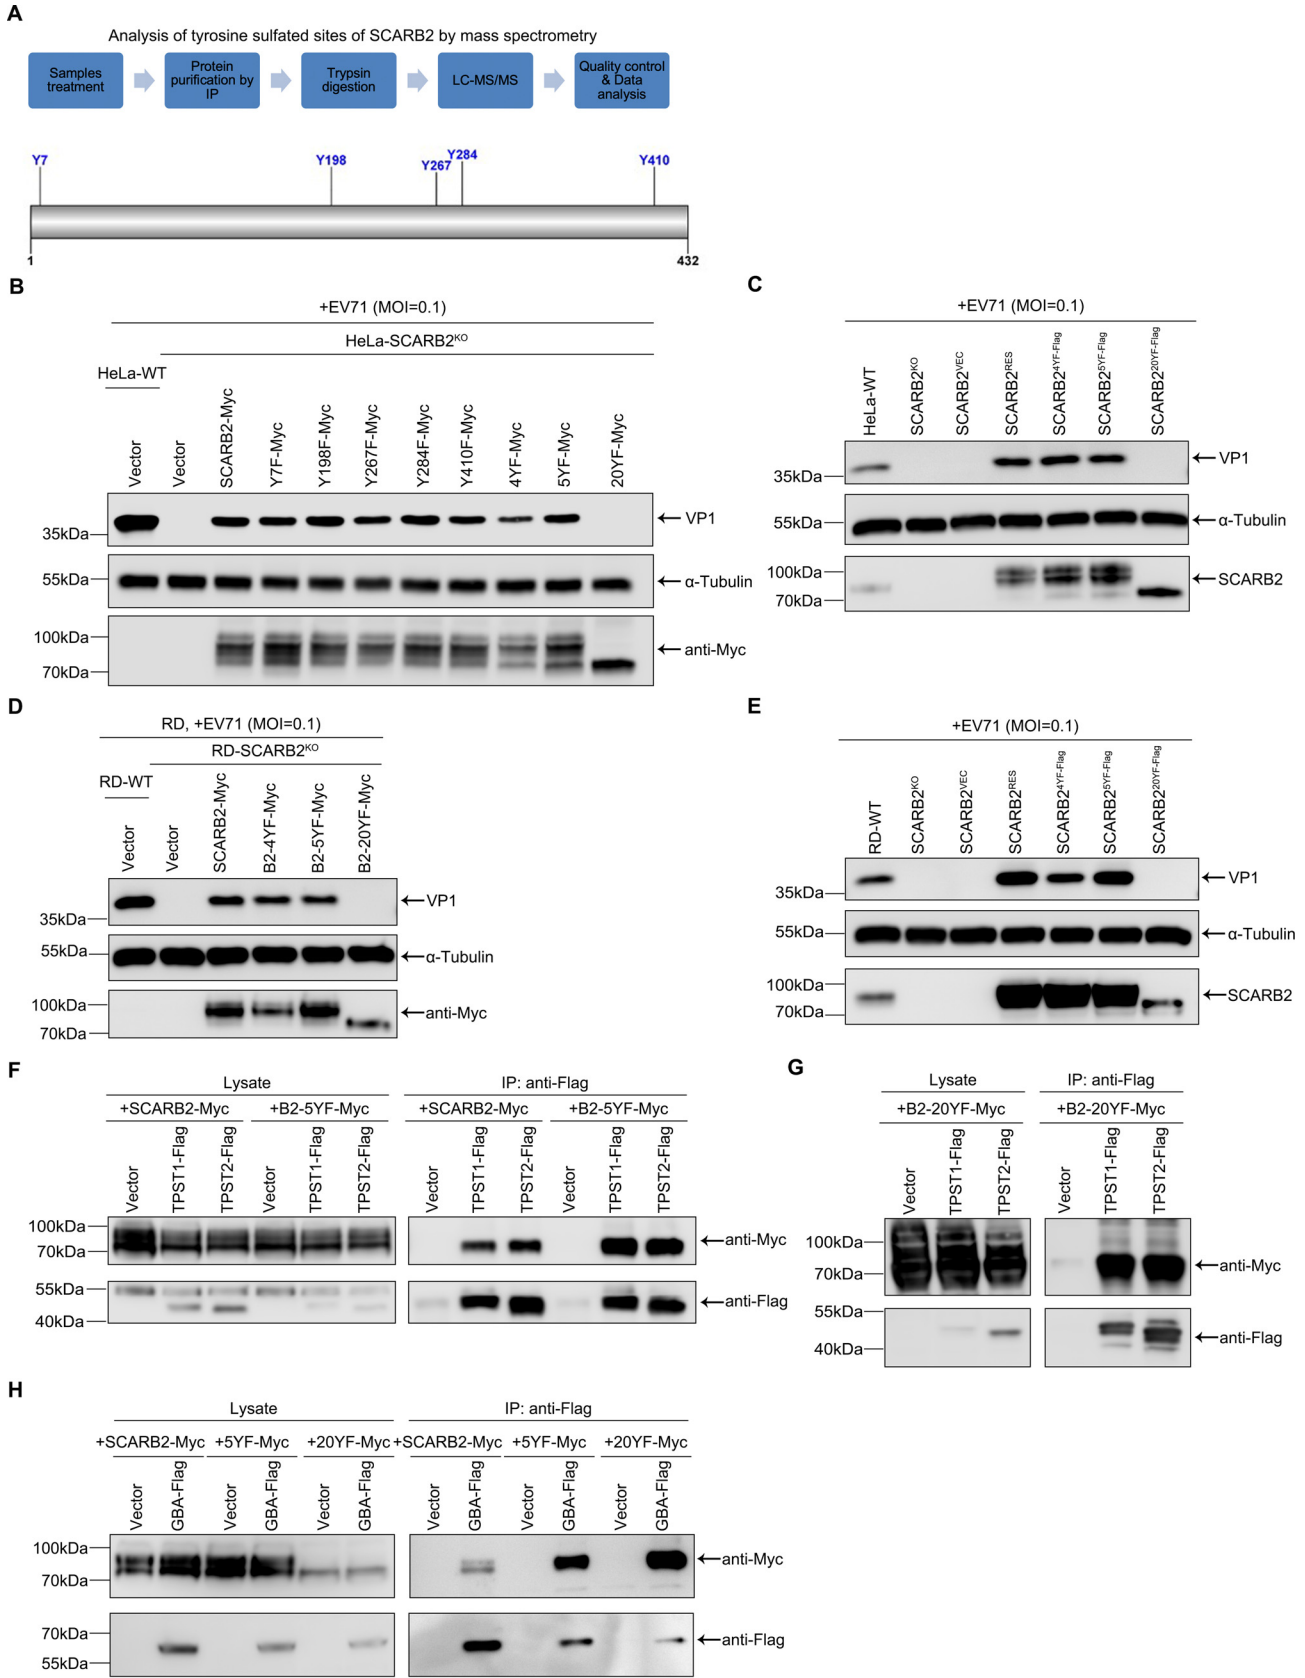 A
Analysis of tyrosine sulfated sites of SCARB2 by mass spectrometry
Samples treatment
Protein purification by IP
Trypsin digestion
LC-MS/MS
Quality control & Data analysis
Y7
Y198
Y267
Y284
Y410
1
432
B
+EV71 (MOI=0.1)
HeLa-SCARB2KO
HeLa-WT
Vector
Vector
SCARB2-Myc
Y7F-Myc
Y198F-Myc
Y267F-Myc
Y284F-Myc
Y410F-Myc
4YF-Myc
5YF-Myc
20YF-Myc
35kDa
VP1
55kDa
α-Tubulin
100kDa
70kDa
anti-Myc
C
+EV71 (MOI=0.1)
HeLa-WT
SCARB2KO
SCARB2VEC
SCARB2RES
SCARB24YF-Flag
SCARB25YF-Flag
SCARB220YF-Flag
35kDa
VP1
55kDa
α-Tubulin
100kDa
70kDa
SCARB2
D
RD, +EV71 (MOI=0.1)
RD-SCARB2KO
RD-WT
Vector
Vector
SCARB2-Myc
B2-4YF-Myc
B2-5YF-Myc
B2-20YF-Myc
35kDa
VP1
55kDa
α-Tubulin
100kDa
70kDa
anti-Myc
E
+EV71 (MOI=0.1)
RD-WT
SCARB2KO
SCARB2VEC
SCARB2RES
SCARB24YF-Flag
SCARB25YF-Flag
SCARB220YF-Flag
35kDa
VP1
55kDa
α-Tubulin
100kDa
70kDa
SCARB2
F
Lysate
IP: anti-Flag
+SCARB2-Myc
+B2-5YF-Myc
+SCARB2-Myc
+B2-5YF-Myc
Vector
TPST1-Flag
TPST2-Flag
Vector
TPST1-Flag
TPST2-Flag
Vector
TPST1-Flag
TPST2-Flag
Vector
TPST1-Flag
TPST2-Flag
100kDa
70kDa
anti-Myc
55kDa
40kDa
anti-Flag
G
Lysate
IP: anti-Flag
+B2-20YF-Myc
+B2-20YF-Myc
Vector
TPST1-Flag
TPST2-Flag
Vector
TPST1-Flag
TPST2-Flag
100kDa
70kDa
anti-Myc
55kDa
40kDa
anti-Flag
H
Lysate
IP: anti-Flag
+SCARB2-Myc
+5YF-Myc
+20YF-Myc
+SCARB2-Myc
+5YF-Myc
+20YF-Myc
Vector
GBA-Flag
Vector
GBA-Flag
Vector
GBA-Flag
Vector
GBA-Flag
Vector
GBA-Flag
Vector
GBA-Flag
100kDa
70kDa
anti-Myc
70kDa
55kDa
anti-Flag